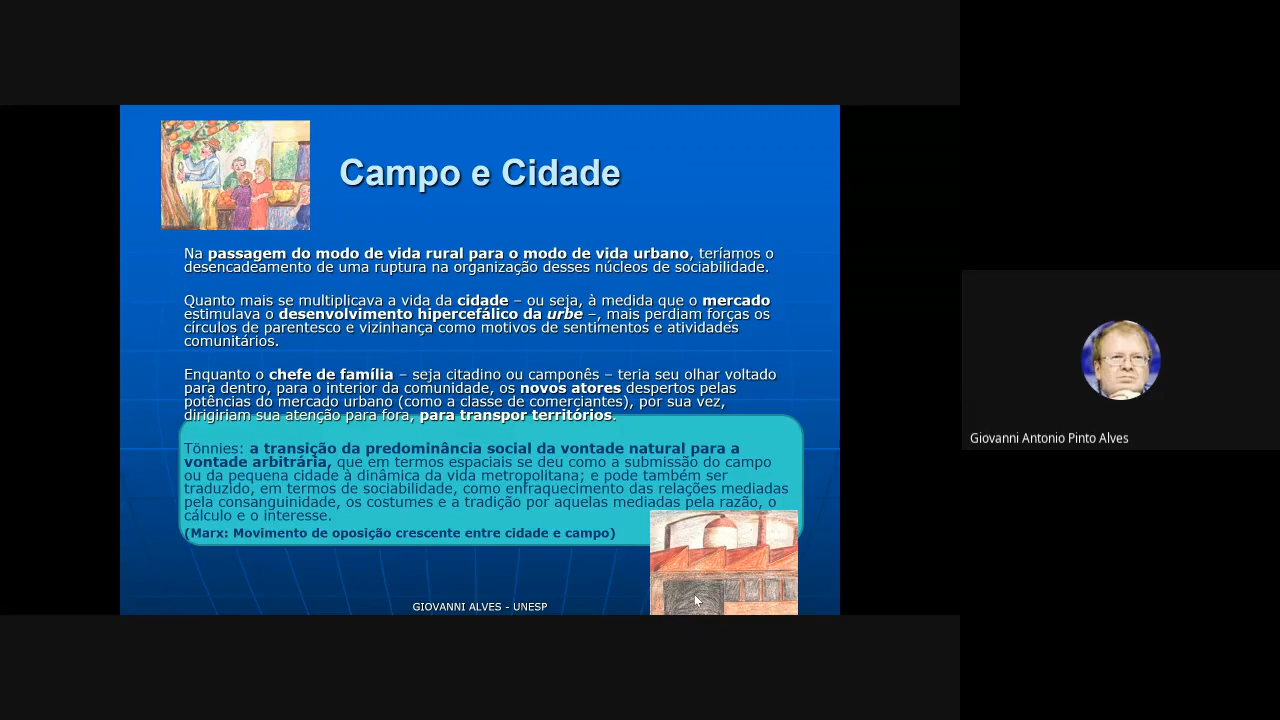 Campo e Cidade
Na passagem do modo de vida rural para o modo de vida urbano, teríamos o
desencadeamento de uma ruptura na organização desses núcleos de sociabilidade.
Quanto mais se multiplicava a vida da cidade – ou seja, à medida que o mercado
estimulava o desenvolvimento hipercefálico da urbe –, mais perdiam forças os
círculos de parentesco e vizinhança como motivos de sentimentos e atividades
comunitários.
Enquanto o chefe de família – seja citadino ou camponês – teria seu olhar voltado
para dentro, para o interior da comunidade, os novos atores despertos pelas
potências do mercado urbano (como a classe de comerciantes), por sua vez,
dirigiriam sua atenção para fora, para transpor territórios.
Tönnies: a transição da predominância social da vontade natural para a
vontade arbitrária, que em termos espaciais se deu como a submissão do campo
ou da pequena cidade à dinâmica da vida metropolitana; e pode também ser
traduzido, em termos de sociabilidade, como enfraquecimento das relações mediadas
pela consanguinidade, os costumes e a tradição por aquelas mediadas pela razão, o
cálculo e o interesse.
(Marx: Movimento de oposição crescente entre cidade e campo)
GIOVANNI ALVES - UNESP
Giovanni Antonio Pinto Alves